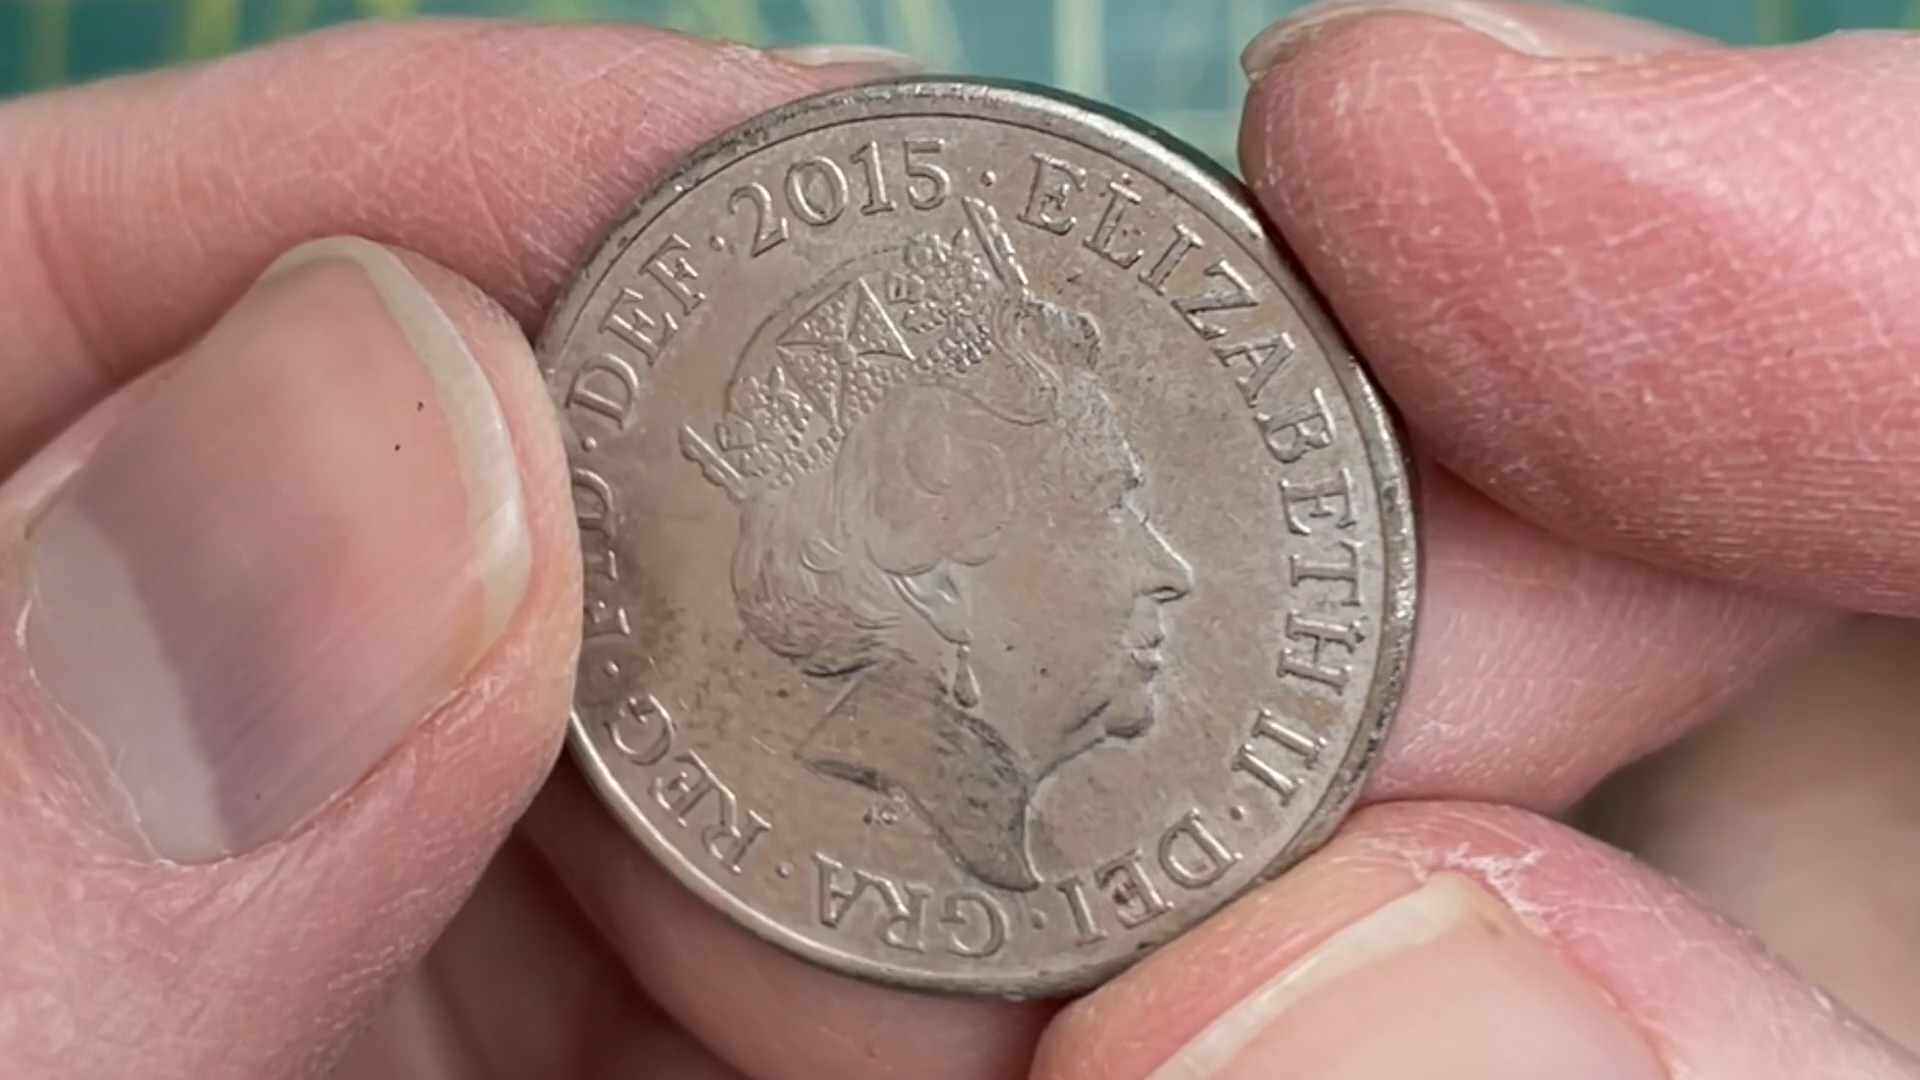 ELIZABETH II · DEI · GRA · REG · FID · DEF · 2015 ·